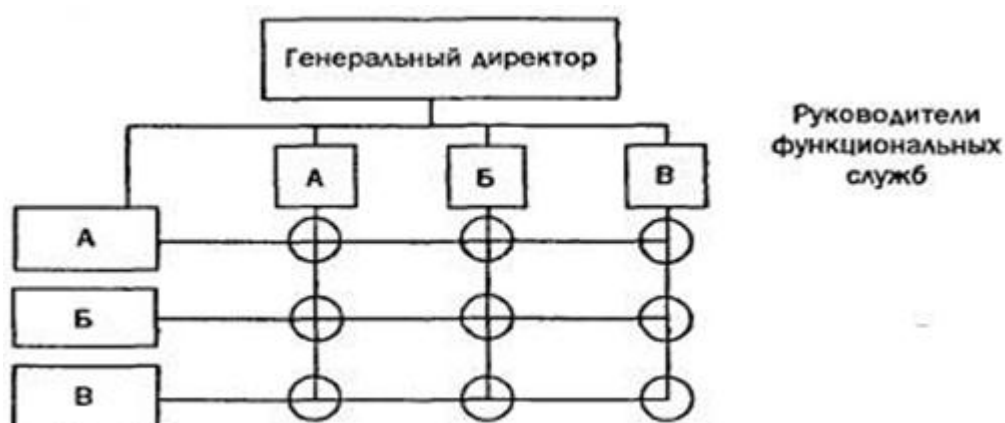 Генеральный директор
Руководители
функциональных
служб
А
Б
В
А
Б
В